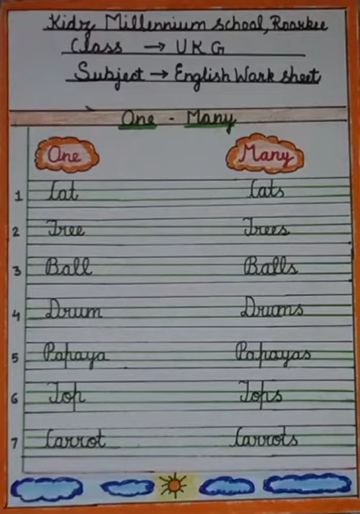 Kidz Millennium School, Roorkee
Class → UKG
Subject → English Work sheet
One - Many
One Many
1 Cat Cats
2 Tree Trees
3 Ball Balls
4 Drum Drums
5 Papaya Papayas
6 Top Tops
7 Carrot Carrots